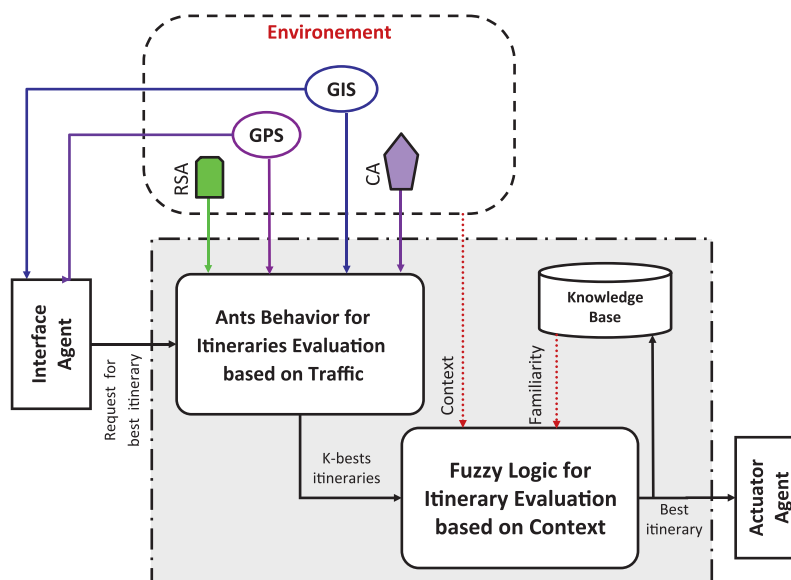 Environement
GIS
GPS
RSA
CA
Interface
Agent
Request for
best itinerary
Ants Behavior for
Itineraries Evaluation
based on Traffic
Knowledge
Base
Context
Familiarity
K-bests
itineraries
Fuzzy Logic for
Itinerary Evaluation
based on Context
Best
itinerary
Actuator
Agent